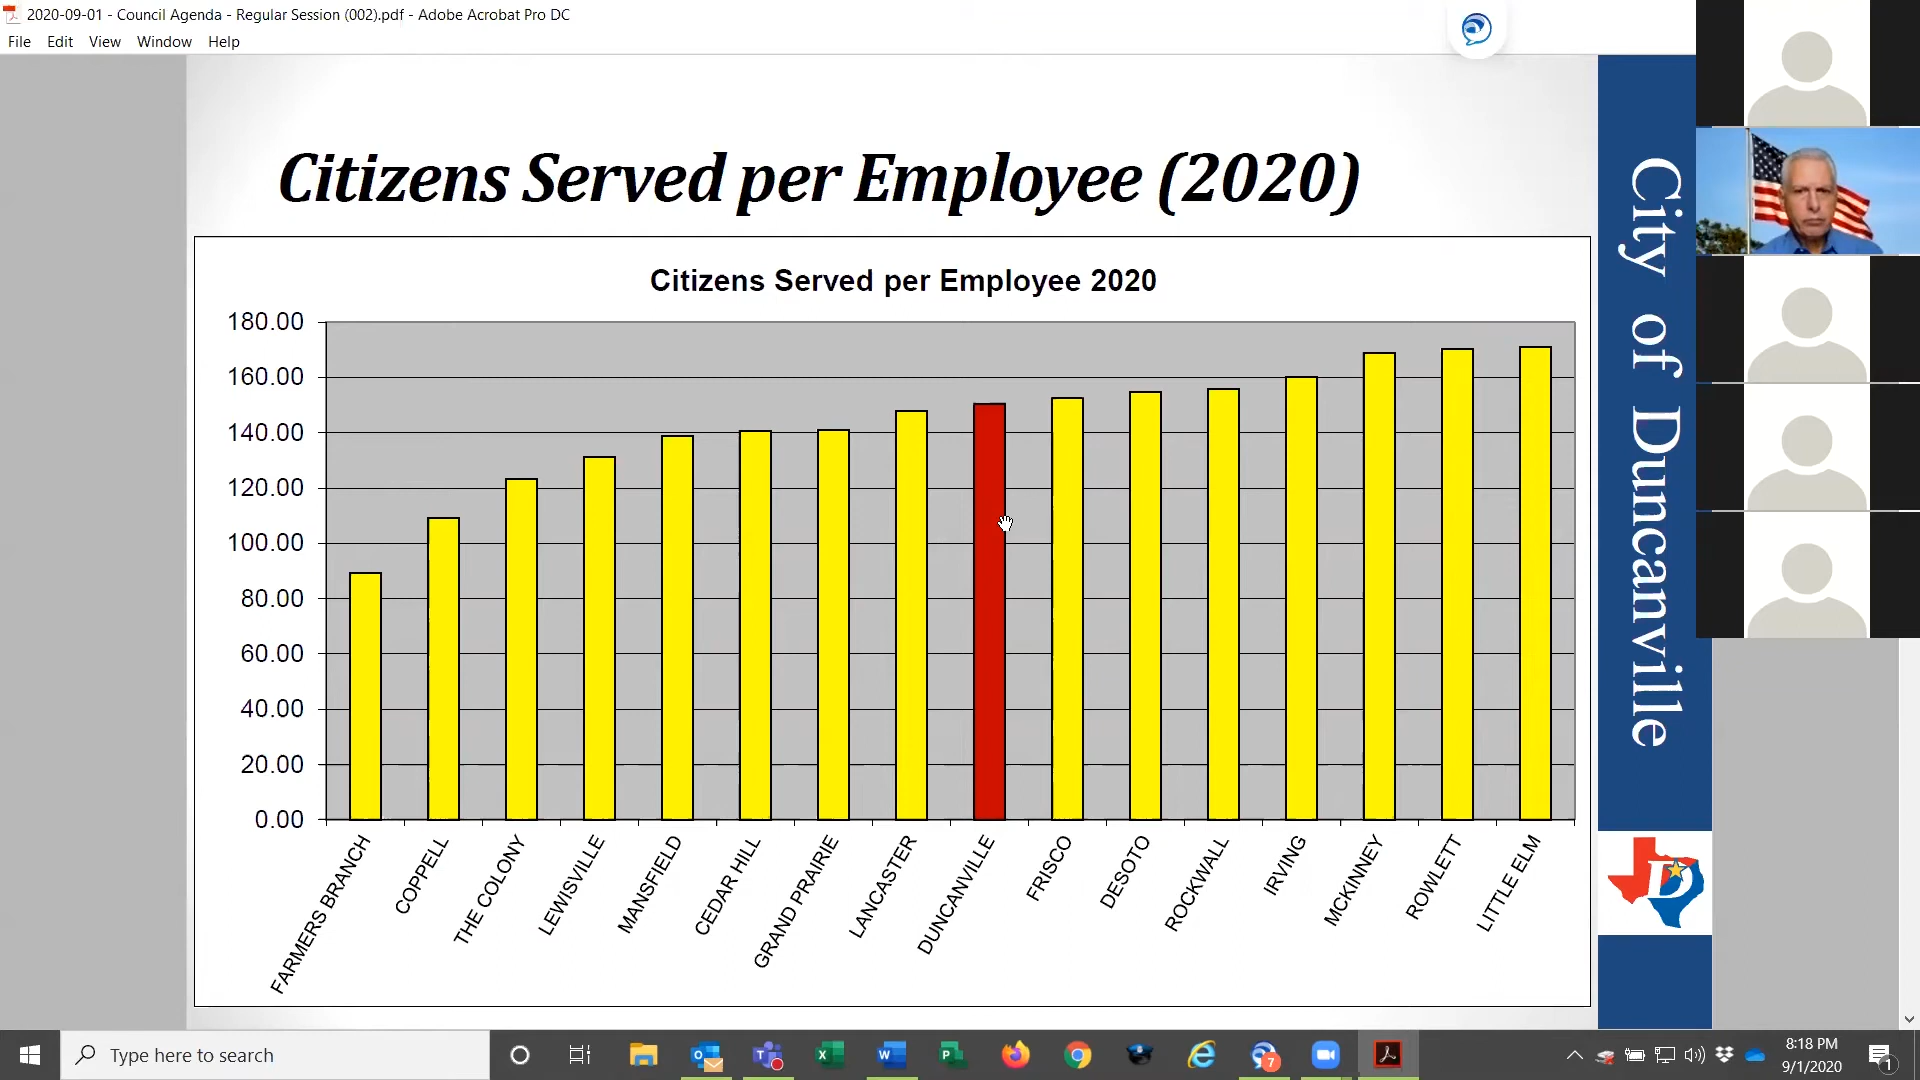 2020-09-01 - Council Agenda - Regular Session (002).pdf - Adobe Acrobat Pro DC
File Edit View Window Help
Citizens Served per Employee (2020)
Citizens Served per Employee 2020
180.00
160.00
140.00
120.00
100.00
80.00
60.00
40.00
20.00
0.00
FARMERS BRANCH
COPPELL
THE COLONY
LEWISVILLE
MANSFIELD
CEDAR HILL
GRAND PRAIRIE
LANCASTER
DUNCANVILLE
FRISCO
DESOTO
ROCKWALL
IRVING
MCKINNEY
ROWLETT
LITTLE ELM
City of Duncanville
D
Type here to search
7
8:18 PM
9/1/2020
1